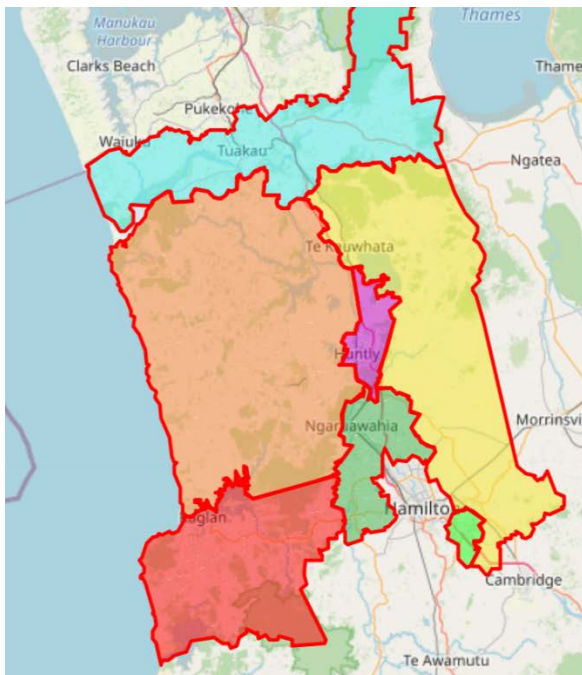 Manukau
Harbour
Thames
Clarks Beach
Thame
Pukekohe
Waiuku
Tuakau
Ngatea
Te Kauwhata
Huntly
Ngaruawahia
Morrinsvi
Hamilto
Raglan
Cambridge
Te Awamutu